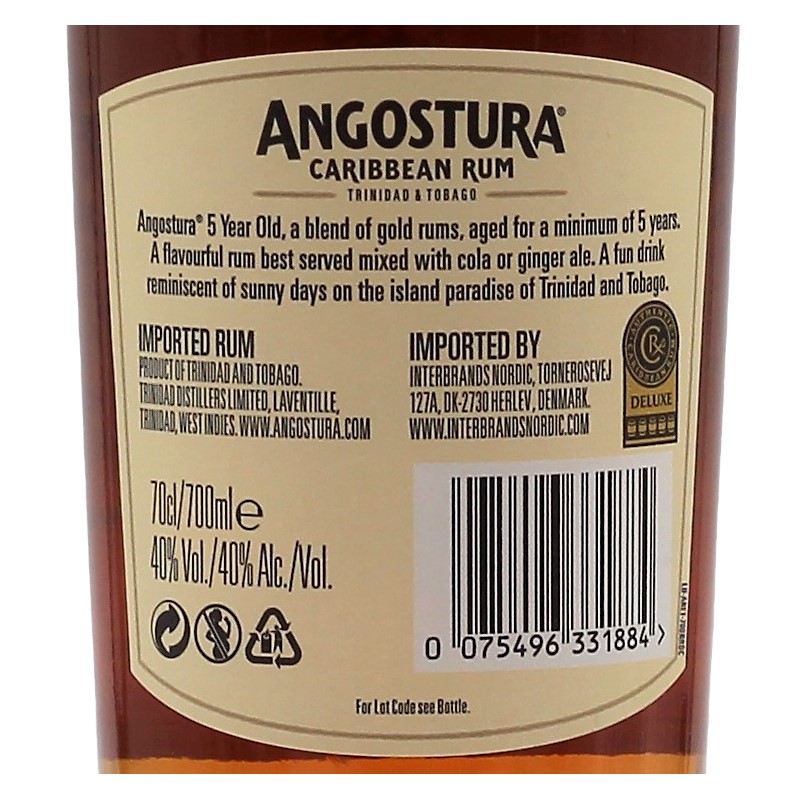 ANGOSTURA®
CARIBBEAN RUM
TRINIDAD & TOBAGO
Angostura® 5 Year Old, a blend of gold rums, aged for a minimum of 5 years.
A flavourful rum best served mixed with cola or ginger ale. A fun drink
reminiscent of sunny days on the island paradise of Trinidad and Tobago.
IMPORTED RUM
PRODUCT OF TRINIDAD AND TOBAGO.
TRINIDAD DISTILLERS LIMITED, LAVENTILLE,
TRINIDAD, WEST INDIES. WWW.ANGOSTURA.COM
IMPORTED BY
INTERBRANDS NORDIC, TORNEROSEVEJ
127A, DK-2730 HERLEV, DENMARK.
WWW.INTERBRANDSNORDIC.COM
AUTHENTIC CARIBBEAN RUM
CR
DELUXE
70cl/700ml e
40% Vol./40% Alc./Vol.
0 075496 331884 >
For Lot Code see Bottle.